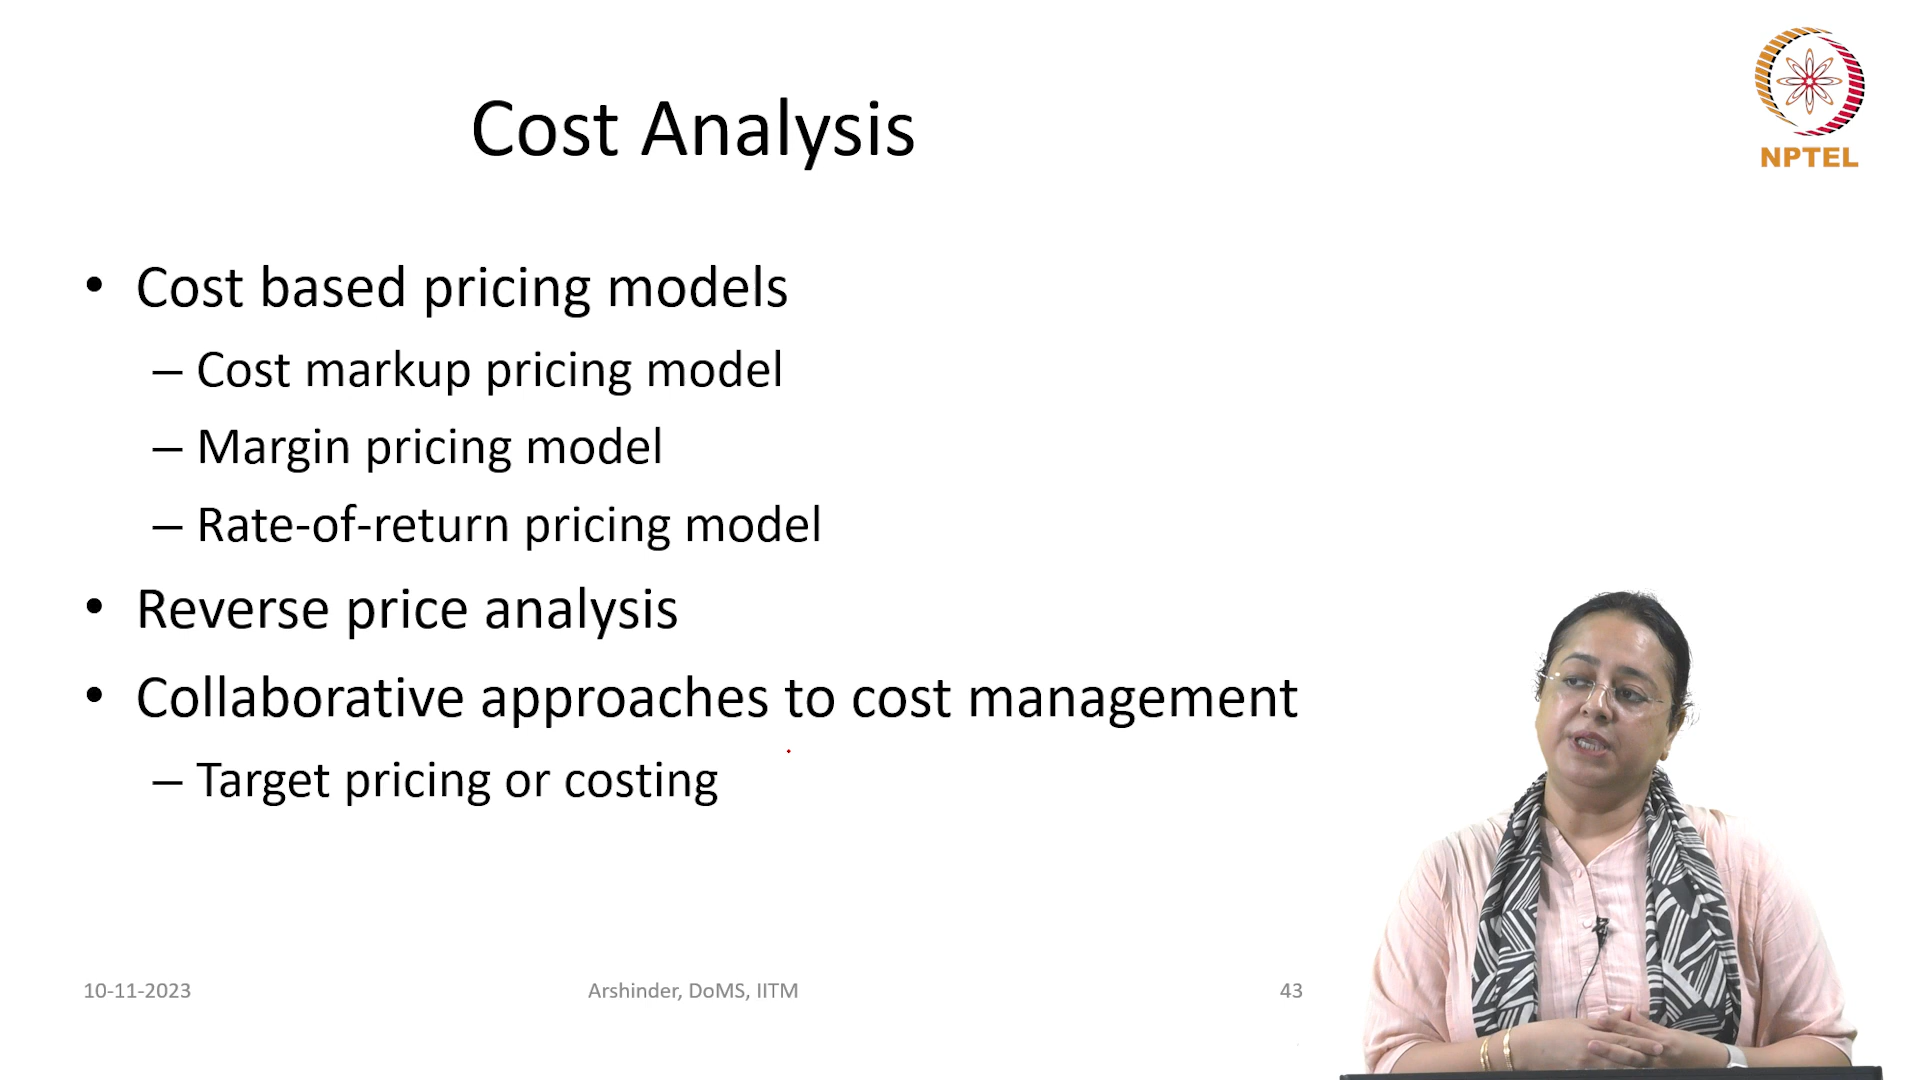 NPTEL
Cost Analysis
• Cost based pricing models
– Cost markup pricing model
– Margin pricing model
– Rate-of-return pricing model
• Reverse price analysis
• Collaborative approaches to cost management
– Target pricing or costing
10-11-2023
Arshinder, DoMS, IITM
43